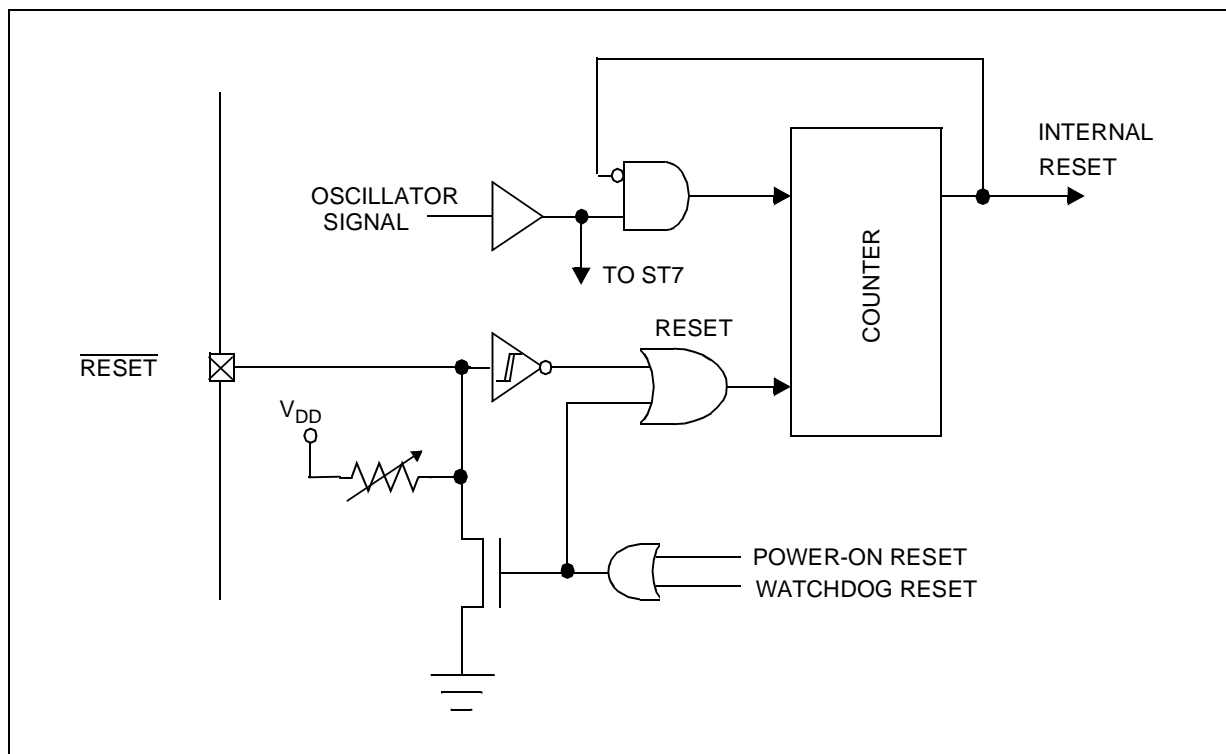 INTERNAL
RESET
OSCILLATOR
SIGNAL
TO ST7
COUNTER
RESET
RESET
VDD
POWER-ON RESET
WATCHDOG RESET